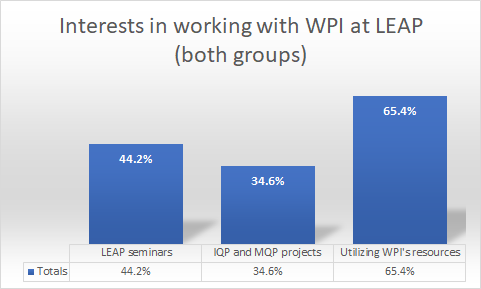 Interests in working with WPI at LEAP
(both groups)
44.2%
34.6%
65.4%
LEAP seminars IQP and MQP projects Utilizing WPI's resources
Totals 44.2% 34.6% 65.4%